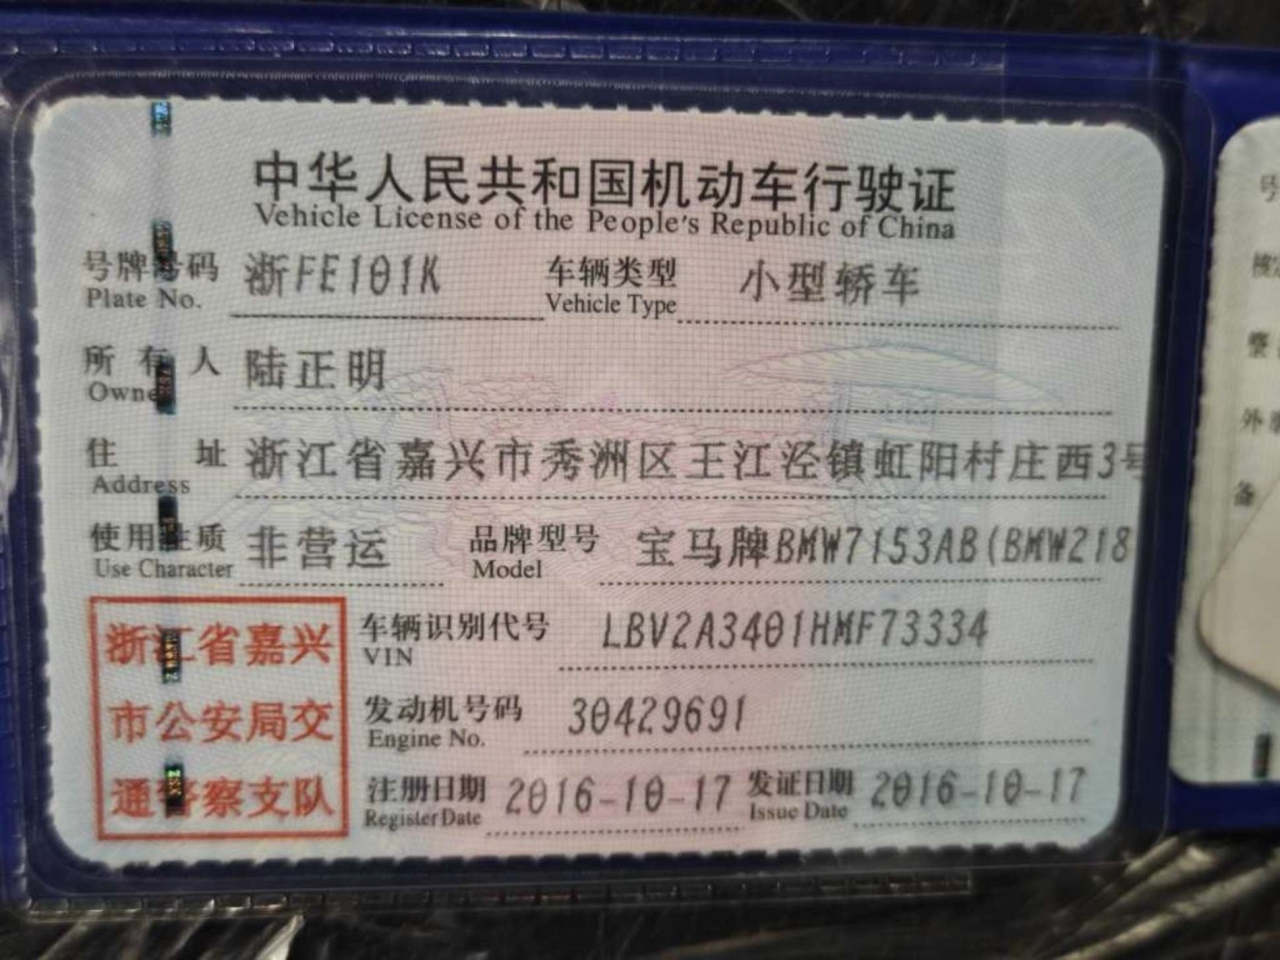 中华人民共和国机动车行驶证
Vehicle License of the People's Republic of China
号牌号码 浙FE101K 车辆类型 小型轿车
Plate No. Vehicle Type
所有人 陆正明
Owner
住址 浙江省嘉兴市秀洲区王江泾镇虹阳村庄西3号
Address
使用性质 非营运 品牌型号 宝马牌BMW7153AB(BMW218
Use Character Model
浙江省嘉兴
市公安局交
通警察支队
车辆识别代号 LBV2A3401HMF73334
VIN
发动机号码 30429691
Engine No.
注册日期 2016-10-17 发证日期 2016-10-17
Register Date Issue Date
号
核
整
外
备